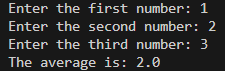 Enter the first number: 1
Enter the second number: 2
Enter the third number: 3
The average is: 2.0